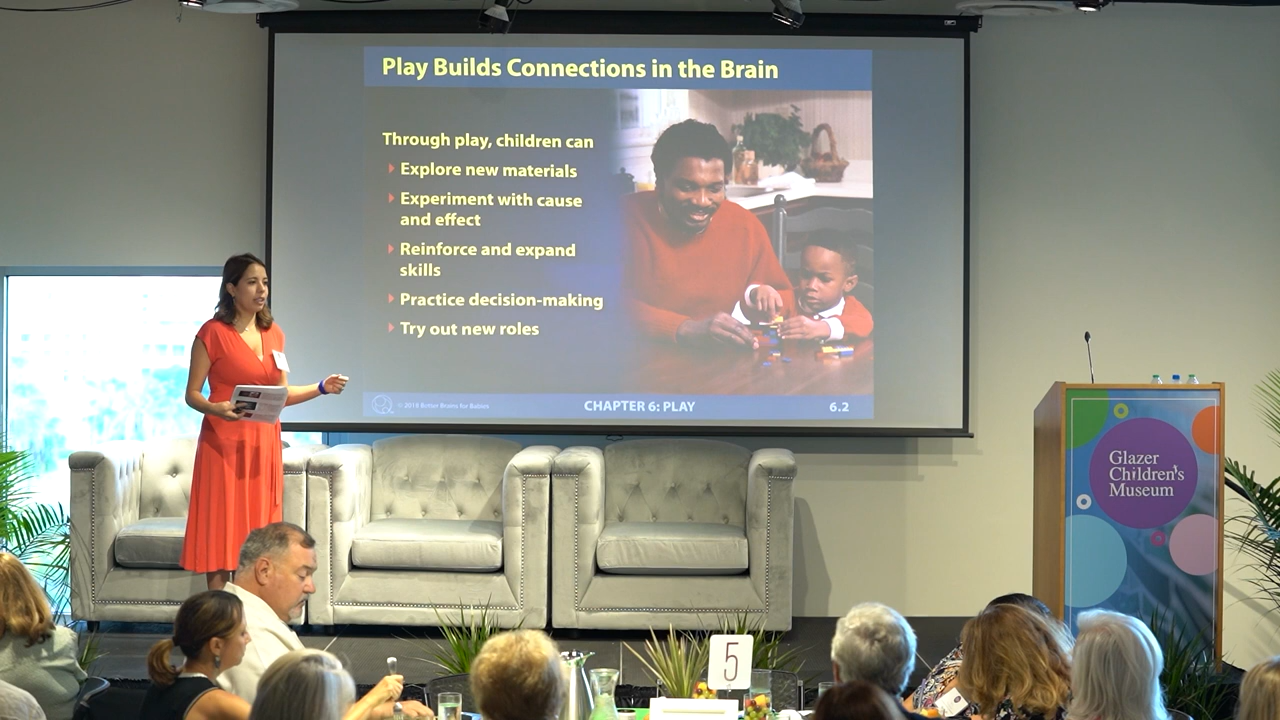 Play Builds Connections in the Brain
Through play, children can
Explore new materials
Experiment with cause
and effect
Reinforce and expand
skills
Practice decision-making
Try out new roles
© 2018 Better Brains for Babies
CHAPTER 6: PLAY
6.2
Glazer
Children's
Museum
5